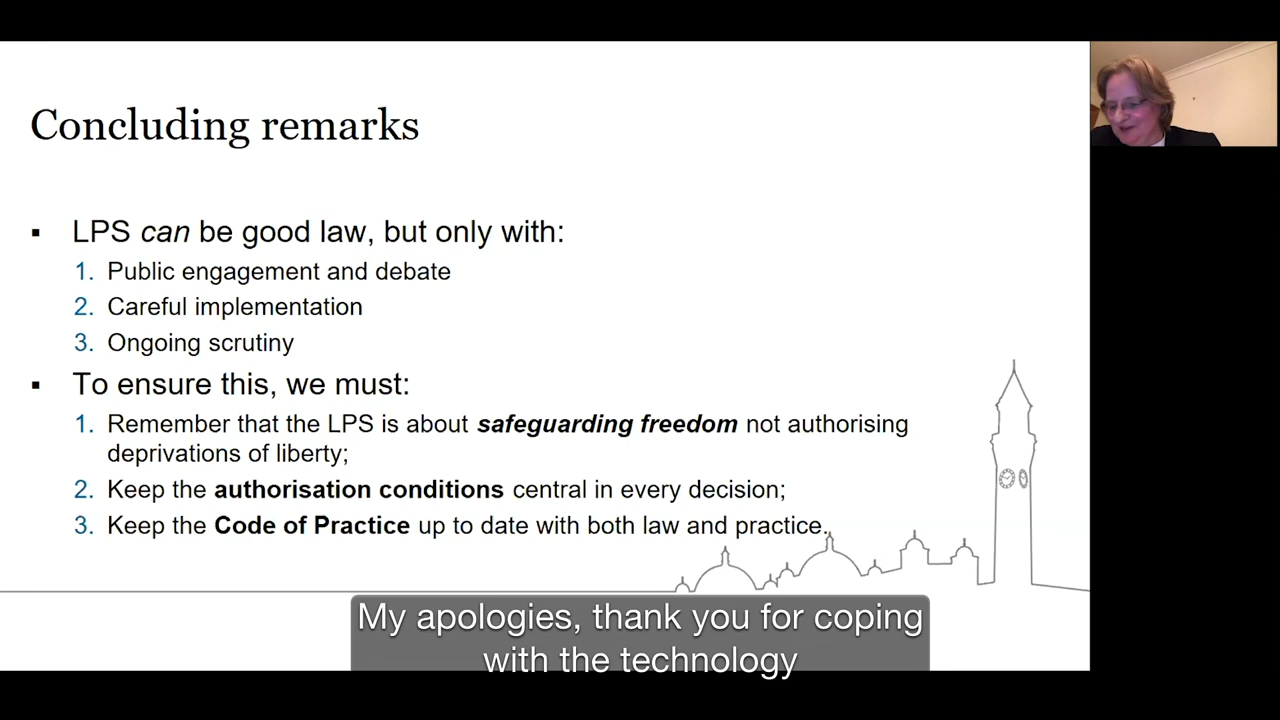 Concluding remarks
▪ LPS can be good law, but only with:
1. Public engagement and debate
2. Careful implementation
3. Ongoing scrutiny
▪ To ensure this, we must:
1. Remember that the LPS is about safeguarding freedom not authorising
deprivations of liberty;
2. Keep the authorisation conditions central in every decision;
3. Keep the Code of Practice up to date with both law and practice.
My apologies, thank you for coping
with the technology